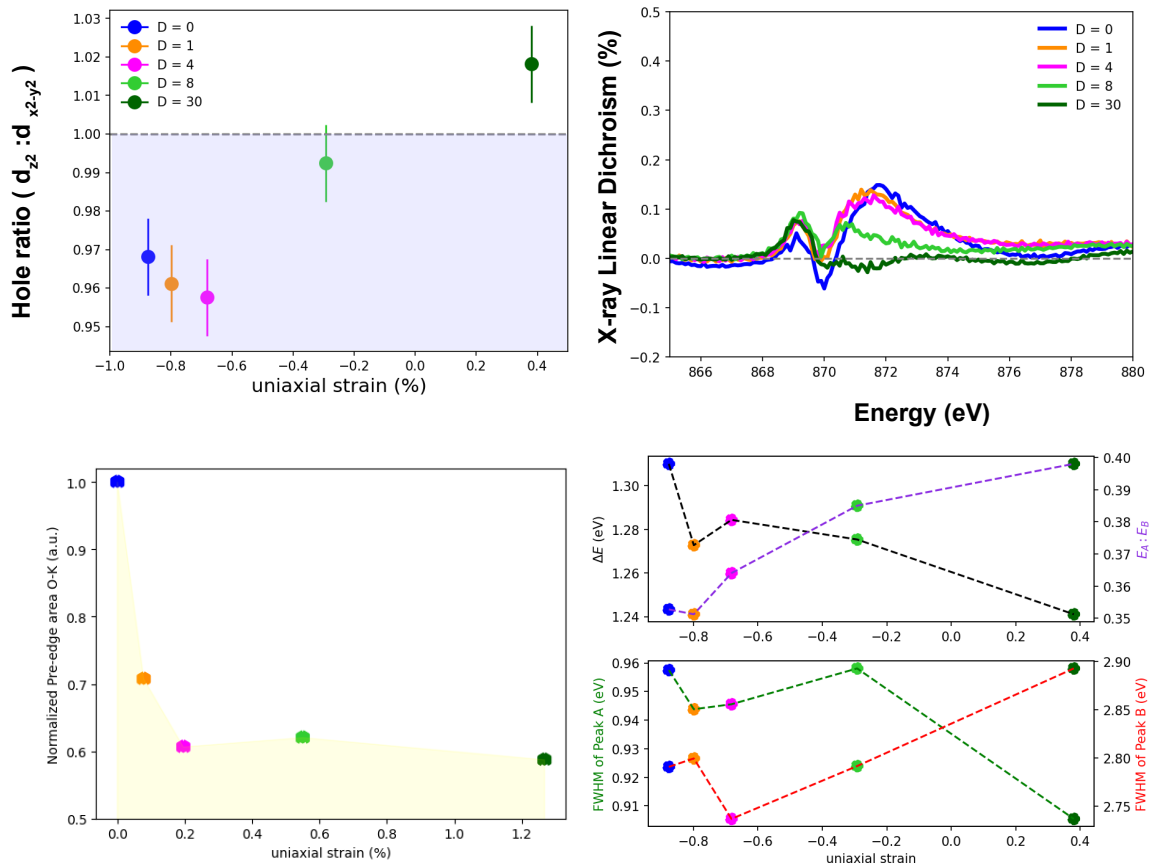 Hole ratio ( d_z2 :d_x2-y2)
1.03
1.02
1.01
1.00
0.99
0.98
0.97
0.96
0.95
D = 0
D = 1
D = 4
D = 8
D = 30
−1.0 −0.8 −0.6 −0.4 −0.2 0.0 0.2 0.4
uniaxial strain (%)
X-ray Linear Dichroism (%)
0.5
0.4
0.3
0.2
0.1
0.0
−0.1
−0.2
D = 0
D = 1
D = 4
D = 8
D = 30
866 868 870 872 874 876 878 880
Energy (eV)
Normalized Pre-edge area O-K (a.u.)
1.0
0.9
0.8
0.7
0.6
0.5
0.0 0.2 0.4 0.6 0.8 1.0 1.2
uniaxial strain (%)
ΔE (eV)
1.30
1.28
1.26
1.24
0.40
0.39
0.38
0.37
0.36
0.35
E_A : E_B
−0.8 −0.6 −0.4 −0.2 0.0 0.2 0.4
FWHM of Peak A (eV)
0.96
0.95
0.94
0.93
0.92
0.91
2.90
2.85
2.80
2.75
FWHM of Peak B (eV)
−0.8 −0.6 −0.4 −0.2 0.0 0.2 0.4
uniaxial strain